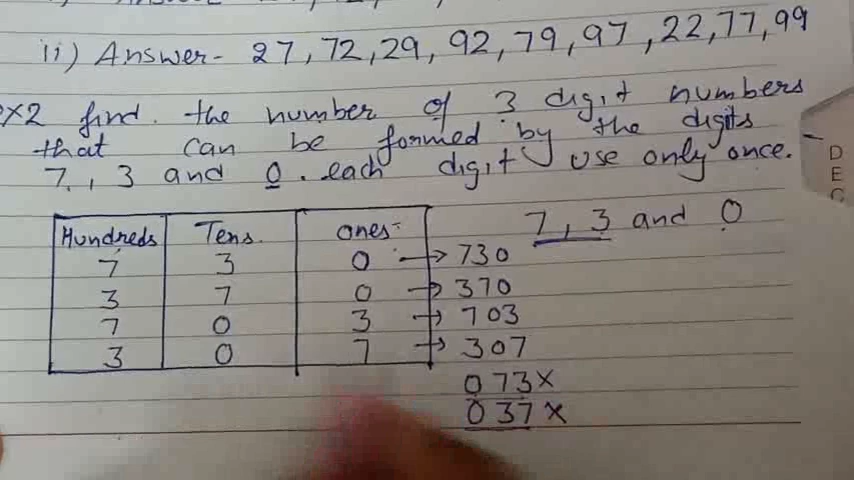 ii) Answer- 27, 72, 29, 92, 79, 97, 22, 77, 99
find. the number of 3 digit numbers
that can be formed by the digits
7, 3 and 0. each digit use only once.
7, 3 and 0
Hundreds Tens. ones-
7 3 0 → 730
3 7 0 → 370
7 0 3 → 703
3 0 7 → 307
073 x
037 x
DEC